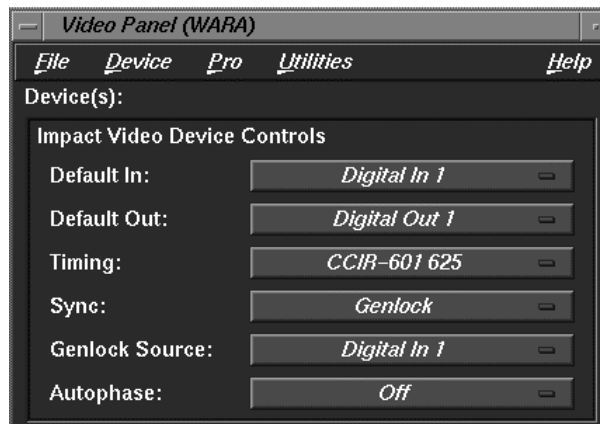 Video Panel (WARA)
File Device Pro Utilities Help
Device(s):
Impact Video Device Controls
Default In: Digital In 1
Default Out: Digital Out 1
Timing: CCIR-601 625
Sync: Genlock
Genlock Source: Digital In 1
Autophase: Off